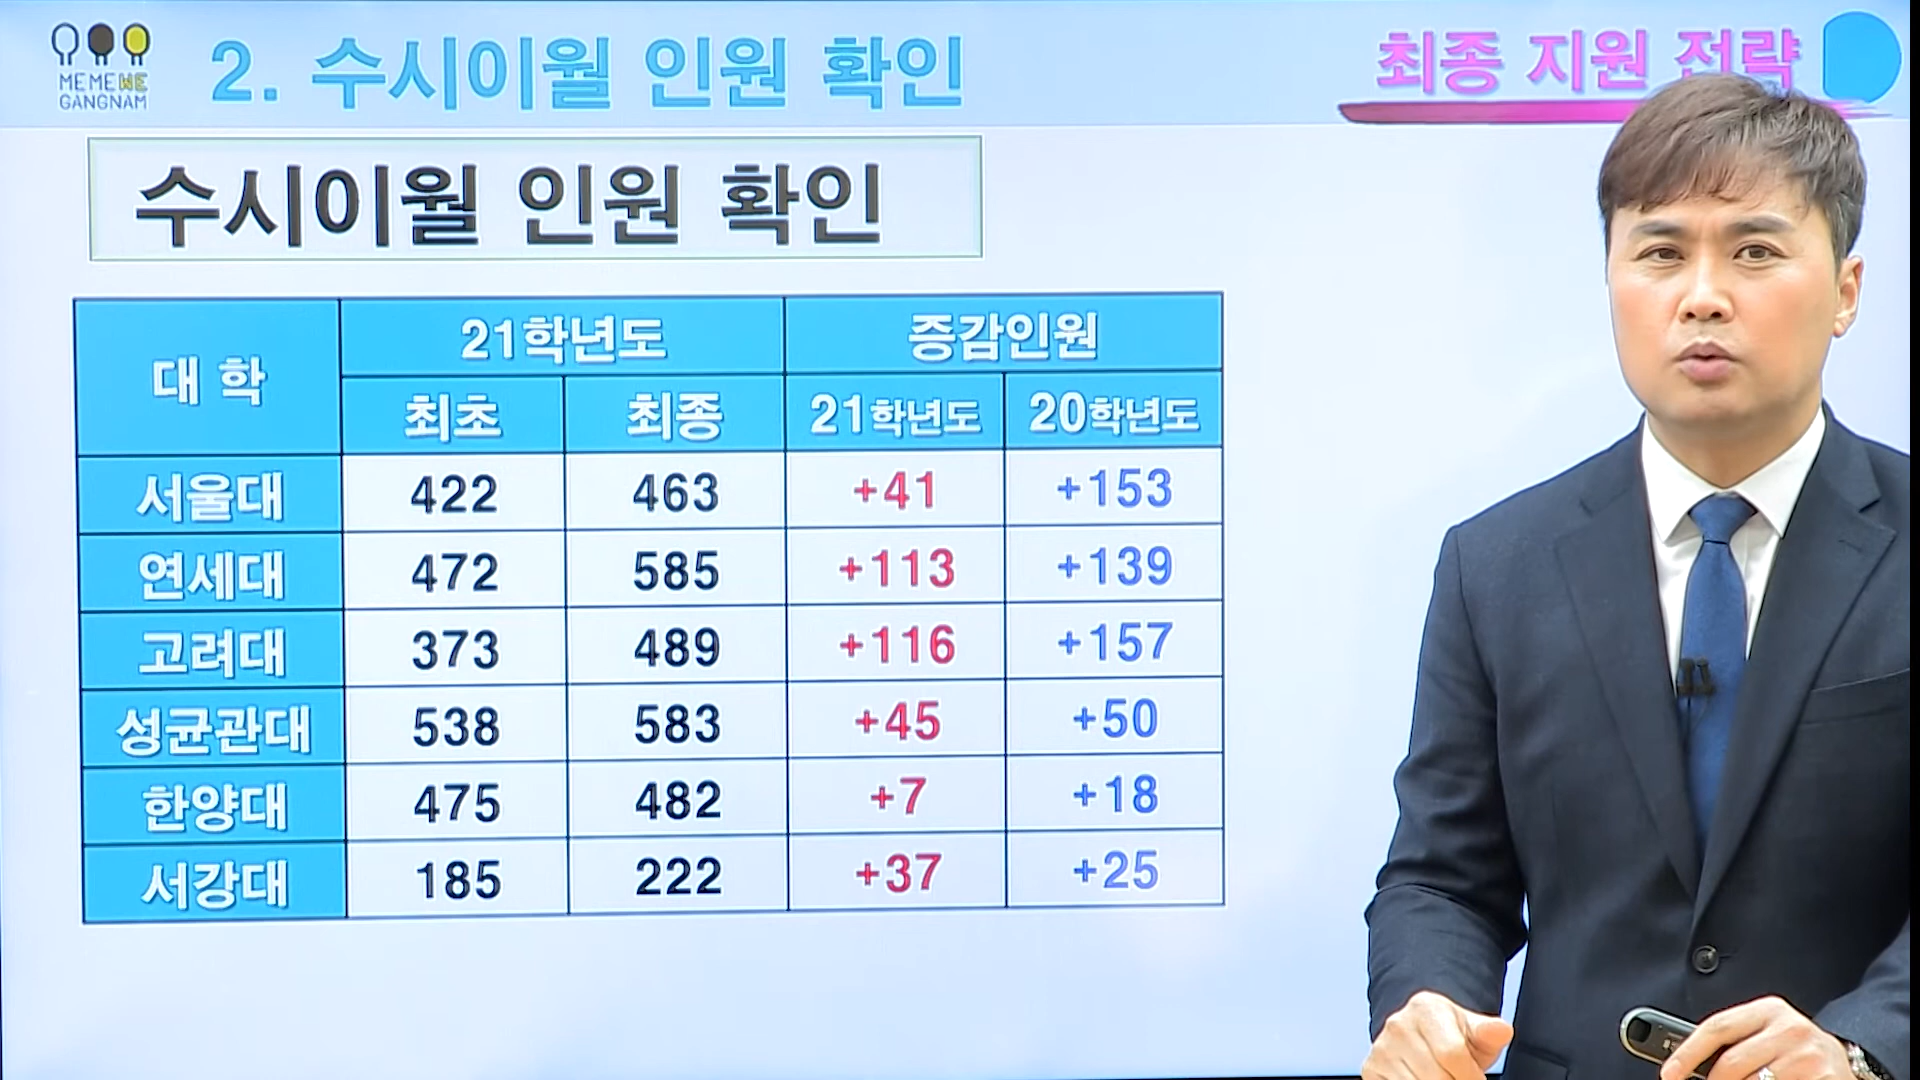 MEMEWE
GANGNAM
2. 수시이월 인원 확인
최종 지원 전략
수시이월 인원 확인
대 학 21학년도 증감인원
최초 최종 21학년도 20학년도
서울대 422 463 +41 +153
연세대 472 585 +113 +139
고려대 373 489 +116 +157
성균관대 538 583 +45 +50
한양대 475 482 +7 +18
서강대 185 222 +37 +25